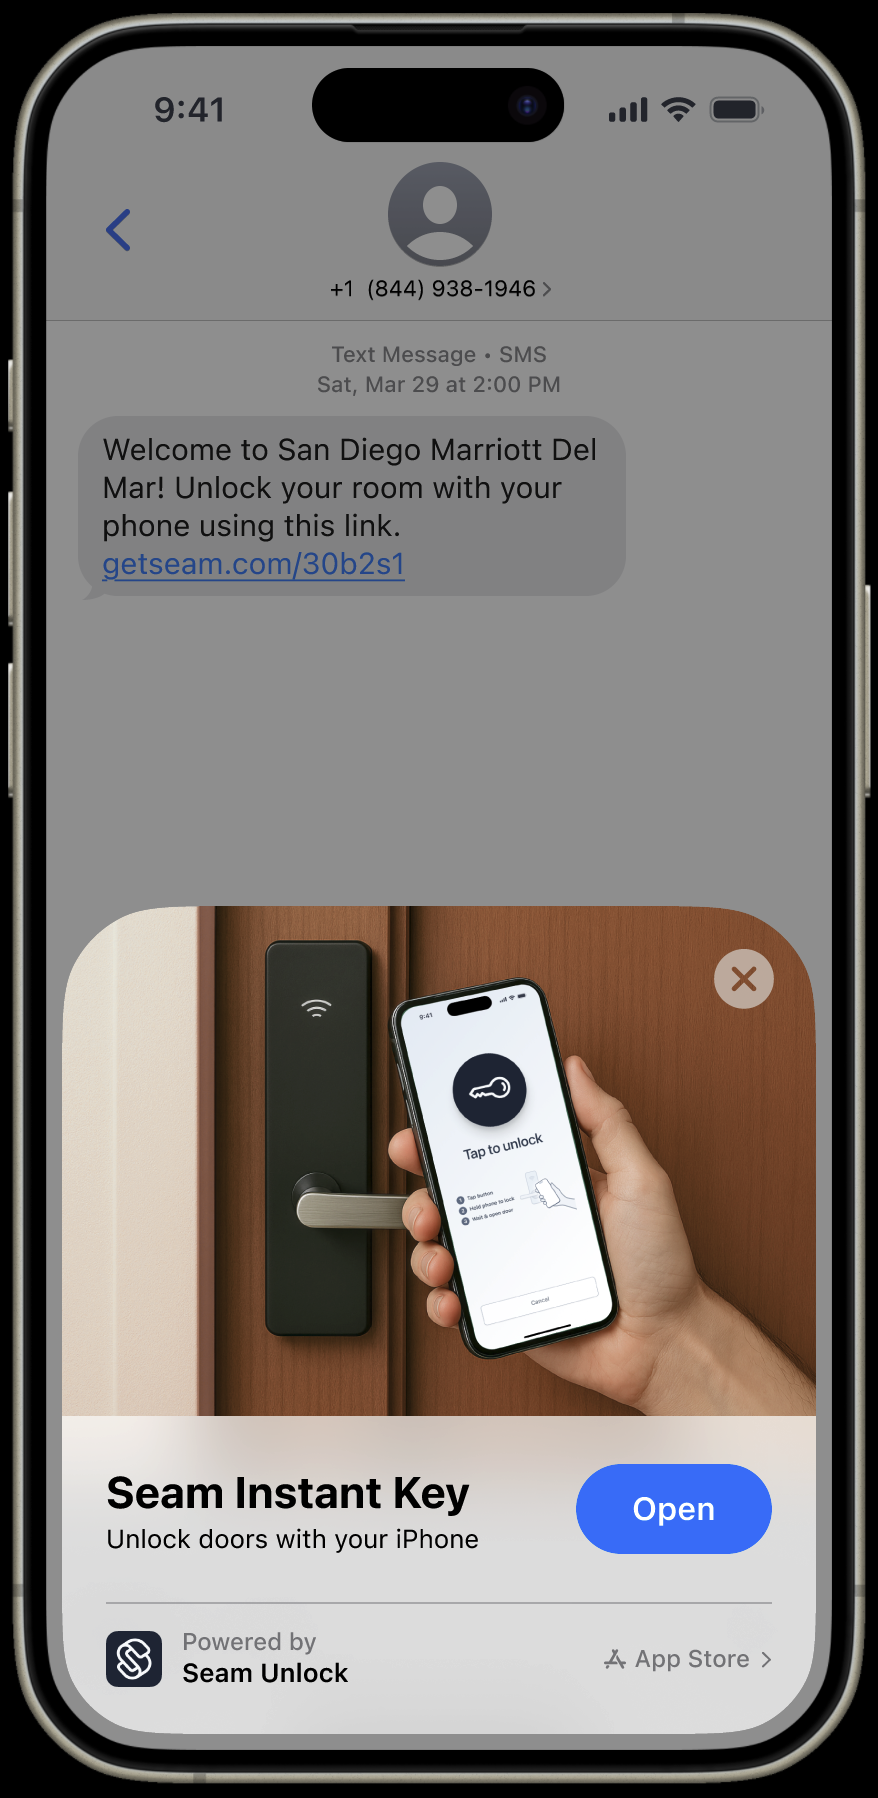 9:41
+1 (844) 938-1946
Text Message • SMS
Sat, Mar 29 at 2:00 PM
Welcome to San Diego Marriott Del
Mar! Unlock your room with your
phone using this link.
getseam.com/30b2s1
9:41
Tap to unlock
1 Tap button
2 Hold phone to lock
3 Wait & open door
Cancel
Seam Instant Key
Unlock doors with your iPhone
Open
Powered by
Seam Unlock
App Store